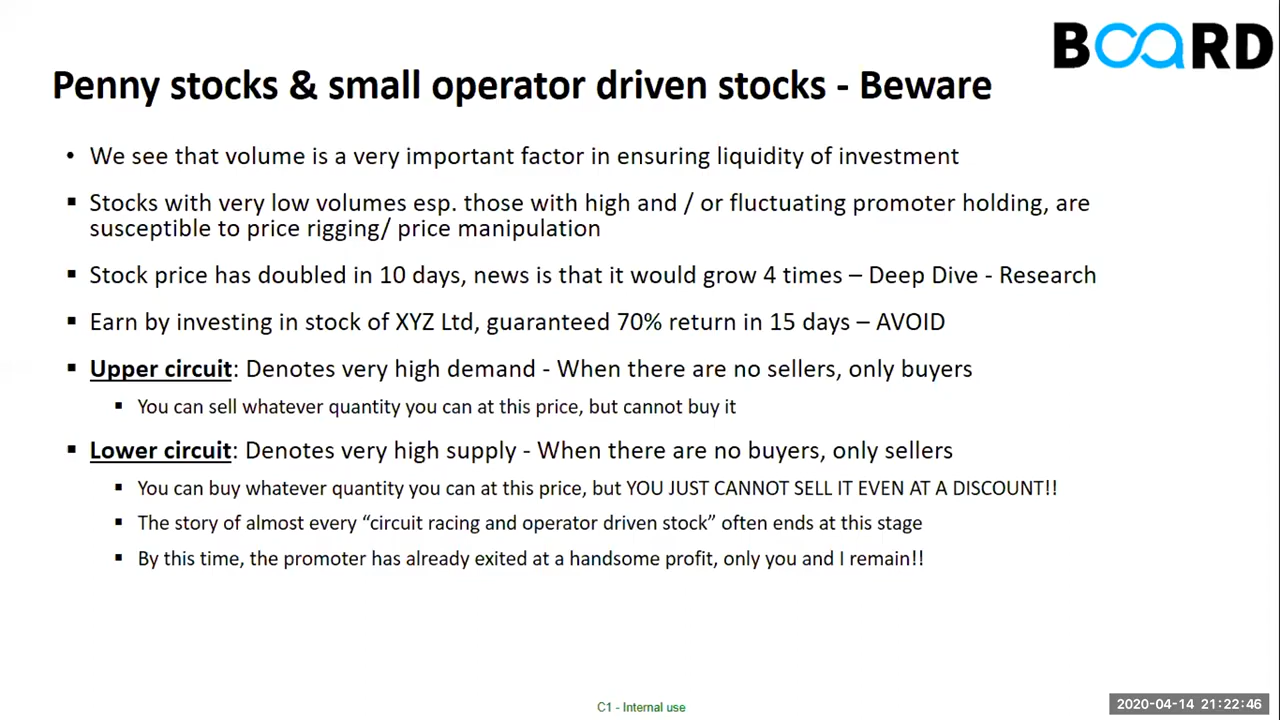 BOARD
Penny stocks & small operator driven stocks - Beware
• We see that volume is a very important factor in ensuring liquidity of investment
▪ Stocks with very low volumes esp. those with high and / or fluctuating promoter holding, are
susceptible to price rigging/ price manipulation
▪ Stock price has doubled in 10 days, news is that it would grow 4 times – Deep Dive - Research
▪ Earn by investing in stock of XYZ Ltd, guaranteed 70% return in 15 days – AVOID
▪ Upper circuit: Denotes very high demand - When there are no sellers, only buyers
▪ You can sell whatever quantity you can at this price, but cannot buy it
▪ Lower circuit: Denotes very high supply - When there are no buyers, only sellers
▪ You can buy whatever quantity you can at this price, but YOU JUST CANNOT SELL IT EVEN AT A DISCOUNT!!
▪ The story of almost every “circuit racing and operator driven stock” often ends at this stage
▪ By this time, the promoter has already exited at a handsome profit, only you and I remain!!
C1 - Internal use
2020-04-14 21:22:46